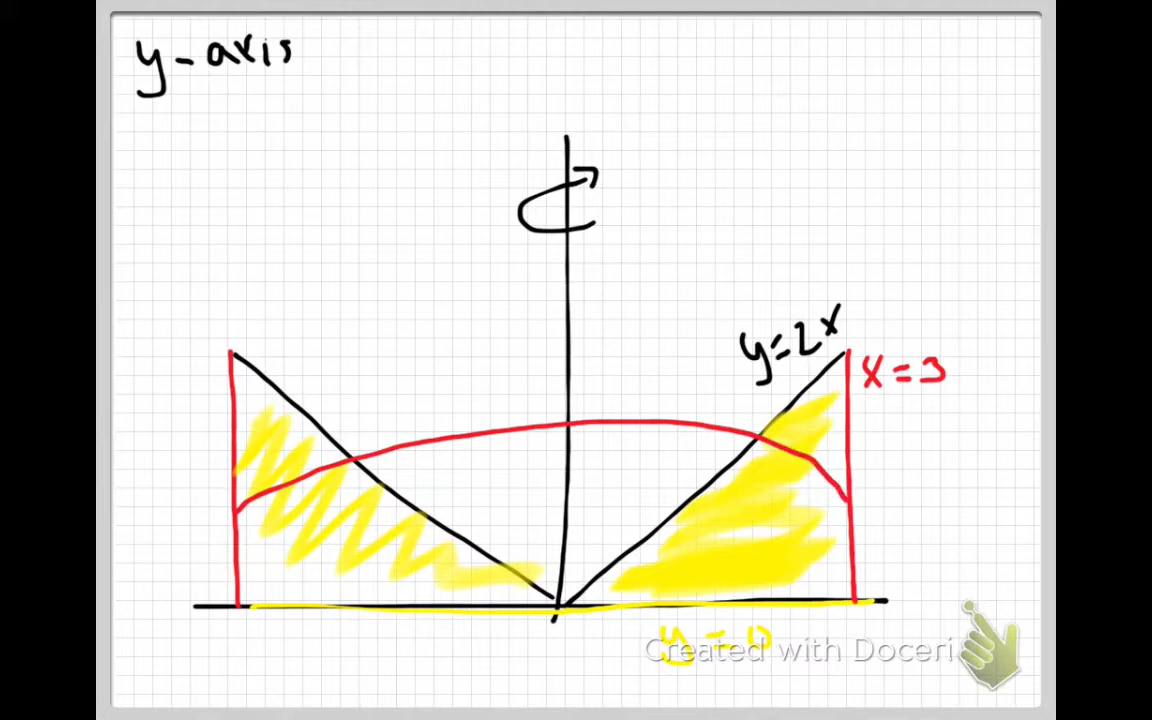 y-axis
y=2x
x=3
y=0
Created with Doceri